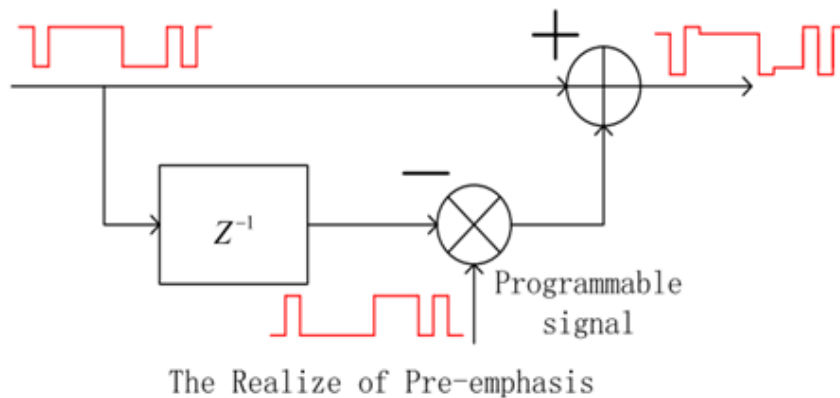 +
−
Z⁻¹
Programmable
signal
The Realize of Pre-emphasis